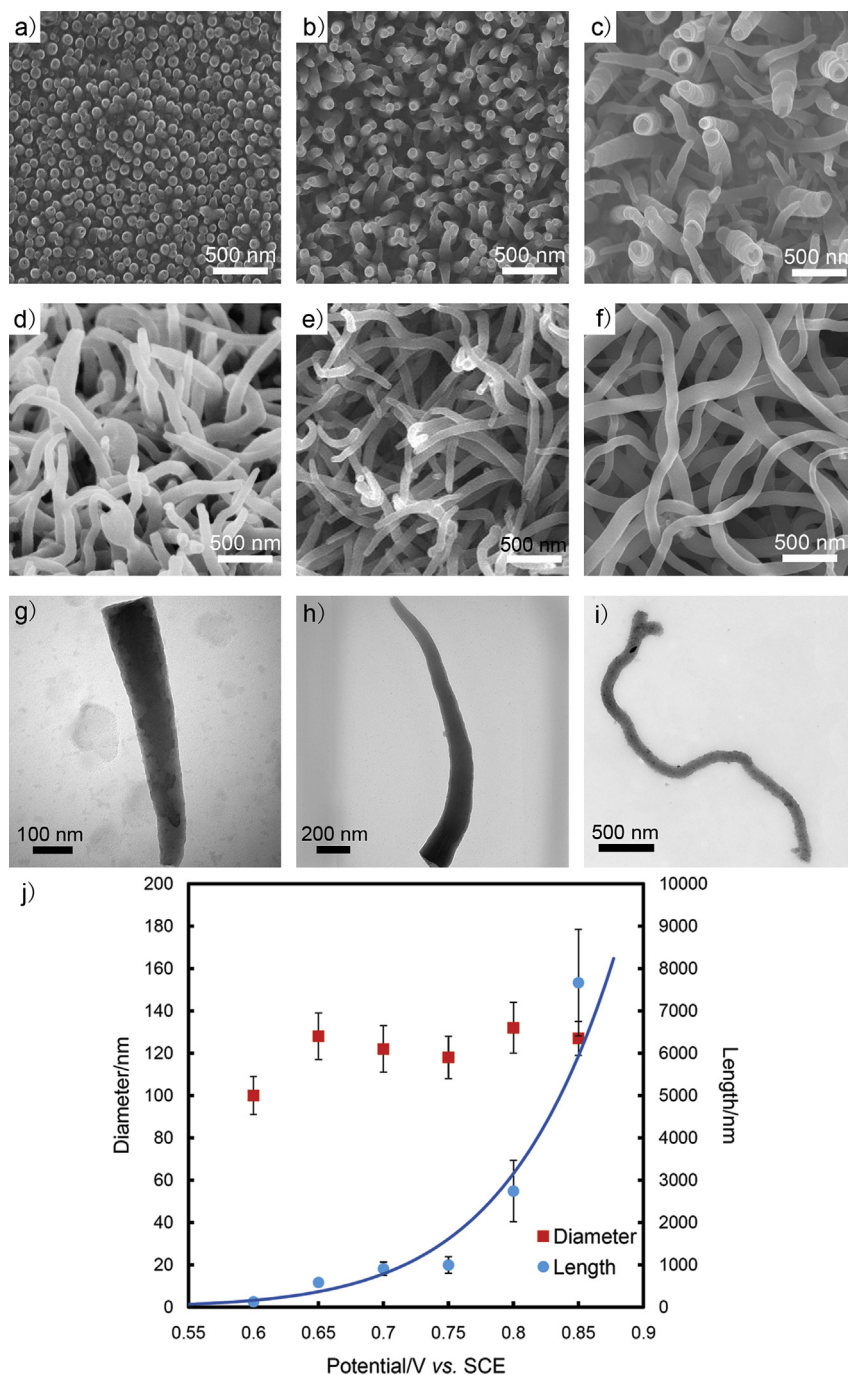 a)
b)
c)
500 nm
500 nm
500 nm
d)
e)
f)
500 nm
500 nm
500 nm
g)
h)
i)
100 nm
200 nm
500 nm
j)
200
10000
180
9000
160
8000
140
7000
120
6000
100
5000
80
4000
60
3000
40
2000
20
1000
0
0
Diameter/nm
Length/nm
Diameter
Length
0.55
0.6
0.65
0.7
0.75
0.8
0.85
0.9
Potential/V vs. SCE